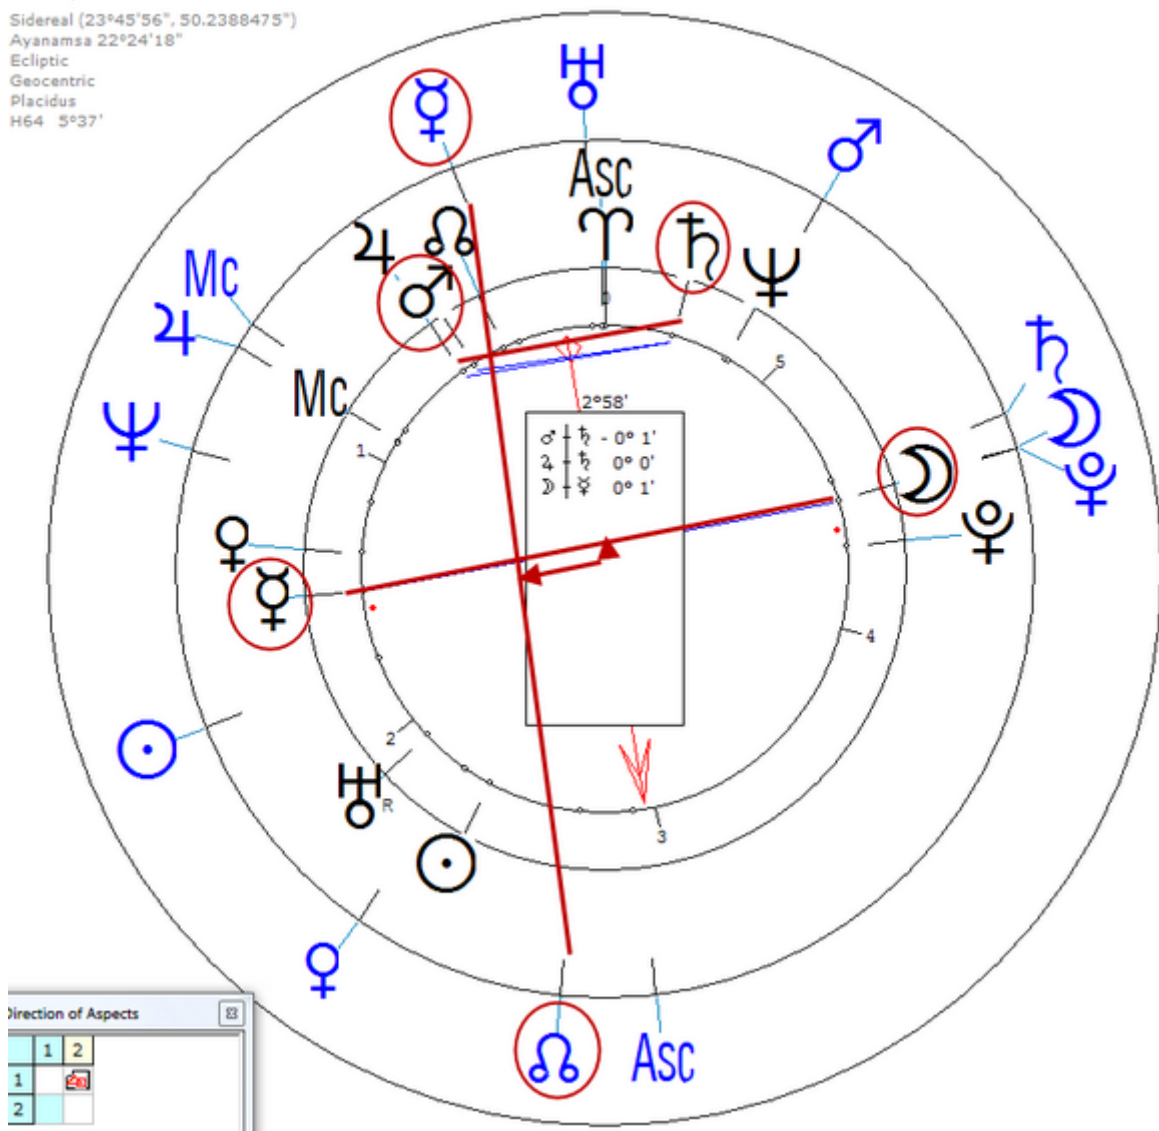 Sidereal (23°45'56", 50.2388475")
Ayanamsa 22°24'18"
Ecliptic
Geocentric
Placidus
H64 5°37'
☿
♅
♂
Asc
♃ ☊ ♈ ♄ ♆
♂
Mc
♃
Mc
♆
5
♄
☽
♇
2°58'
♂ ♄ - 0° 1'
♃ ♄ 0° 0'
☽ ☿ 0° 1'
1
☽
♇
♀
☿
4
☉
2
♅ R
3
☉
♀
☊ Asc
Direction of Aspects
1 2
1
2